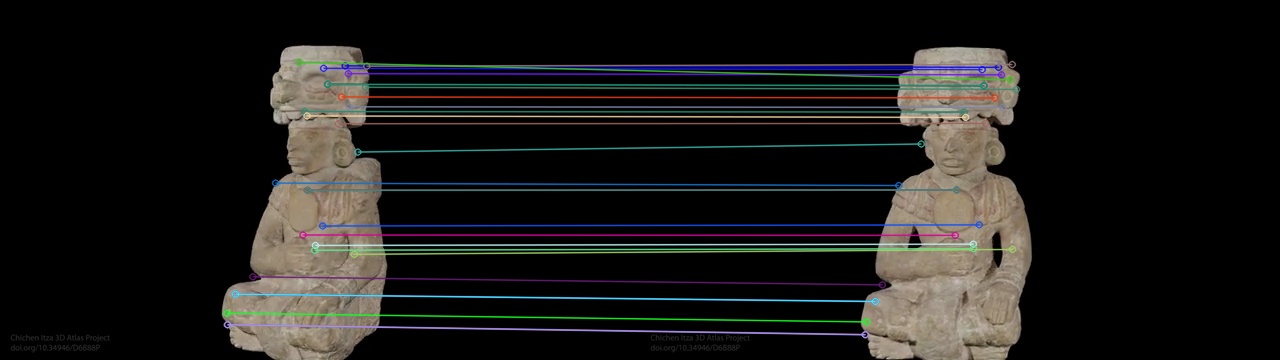 Chichen Itza 3D Atlas Project
doi.org/10.34946/D6B88P
Chichen Itza 3D Atlas Project
doi.org/10.34946/D6B88P